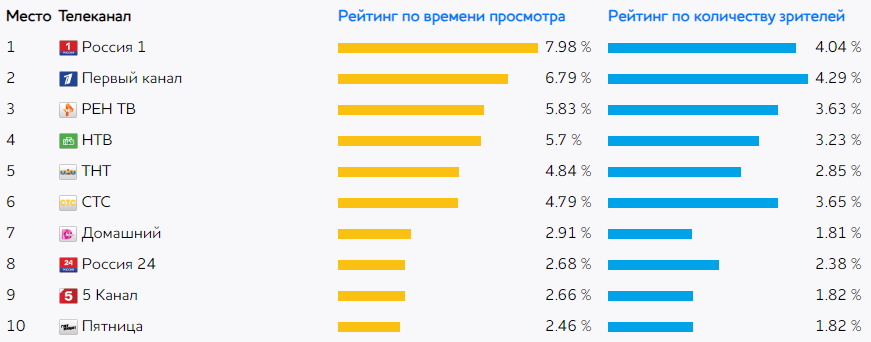 Место Телеканал Рейтинг по времени просмотра Рейтинг по количеству зрителей
1 Россия 1 7.98 % 4.04 %
2 Первый канал 6.79 % 4.29 %
3 РЕН ТВ 5.83 % 3.63 %
4 НТВ 5.7 % 3.23 %
5 ТНТ 4.84 % 2.85 %
6 СТС 4.79 % 3.65 %
7 Домашний 2.91 % 1.81 %
8 Россия 24 2.68 % 2.38 %
9 5 Канал 2.66 % 1.82 %
10 Пятница 2.46 % 1.82 %